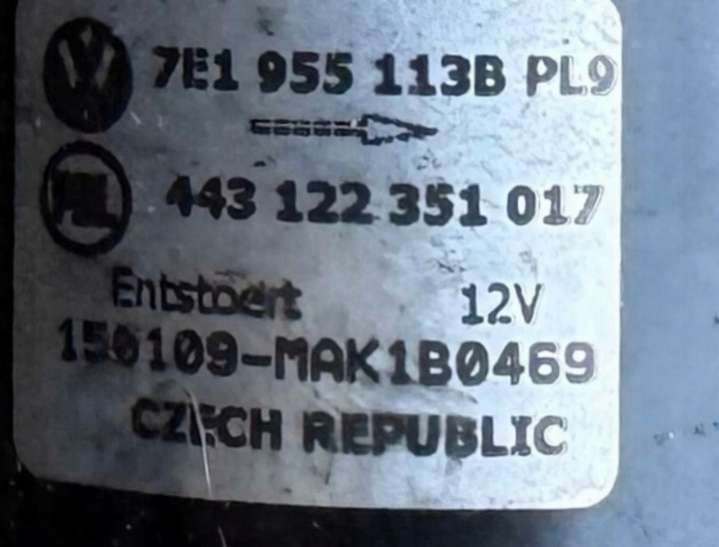 7E1 955 113B PL9
443 122 351 017
Entstoert 12V
150109-MAK1B0469
CZECH REPUBLIC